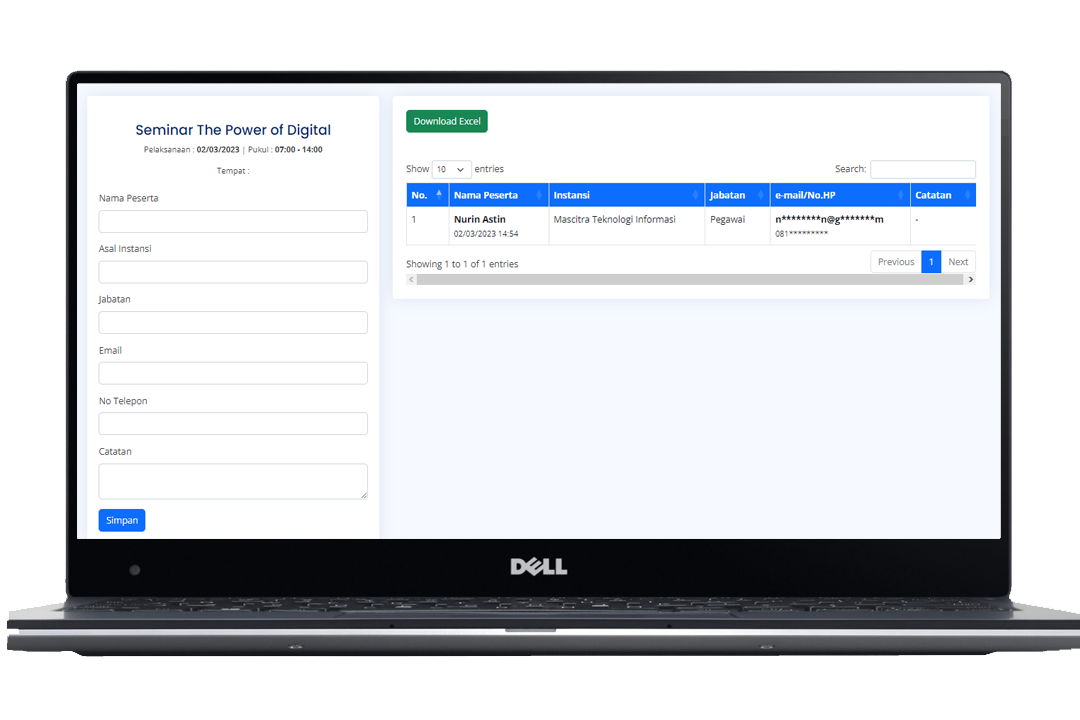 Seminar The Power of Digital
Pelaksanaan : 02/03/2023 | Pukul : 07:00 - 14:00
Tempat :
Nama Peserta
Asal Instansi
Jabatan
Email
No Telepon
Catatan
Simpan
Download Excel
Show 10 entries
Search:
No. Nama Peserta Instansi Jabatan e-mail/No.HP Catatan
1 Nurin Astin Mascitra Teknologi Informasi Pegawai n********n@g*******m -
02/03/2023 14:54 081*********
Showing 1 to 1 of 1 entries
Previous 1 Next
DELL